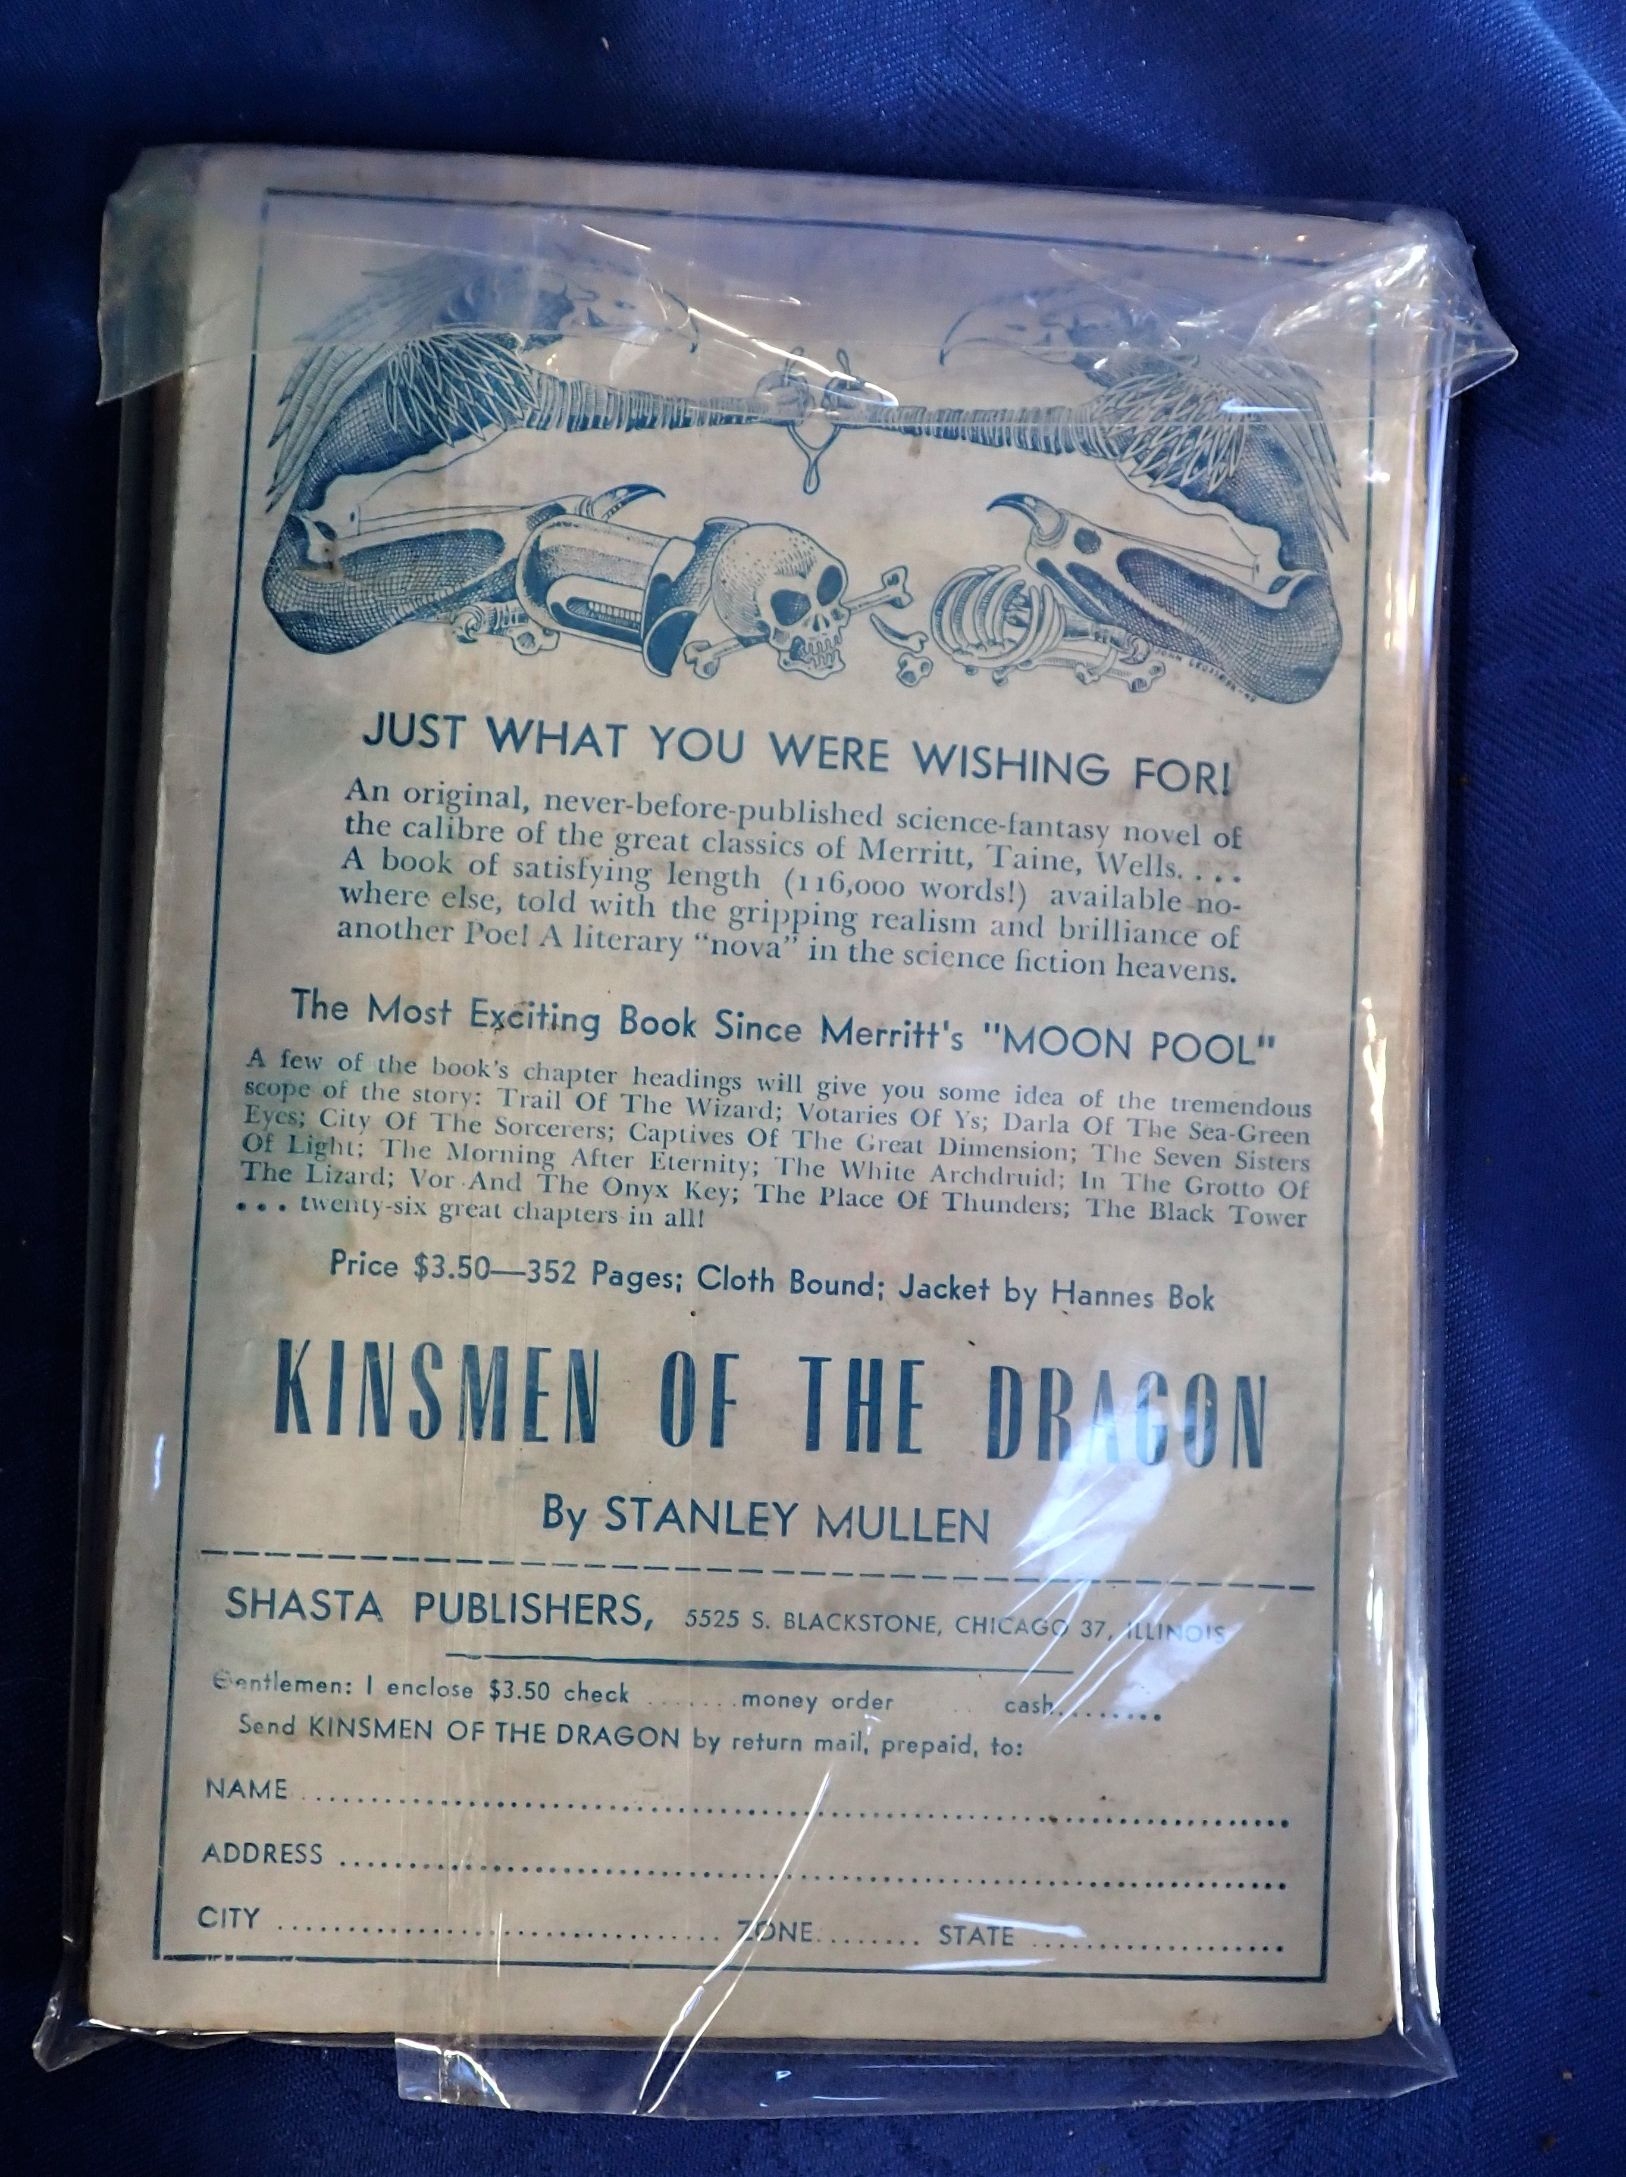 JUST WHAT YOU WERE WISHING FOR!
An original, never-before-published science-fantasy novel of
the calibre of the great classics of Merritt, Taine, Wells. . . .
A book of satisfying length (116,000 words!) available no-
where else, told with the gripping realism and brilliance of
another Poe! A literary "nova" in the science fiction heavens.
The Most Exciting Book Since Merritt's "MOON POOL"
A few of the book's chapter headings will give you some idea of the tremendous
scope of the story: Trail Of The Wizard; Votaries Of Ys; Darla Of The Sea-Green
Eyes; City Of The Sorcerers; Captives Of The Great Dimension; The Seven Sisters
Of Light; The Morning After Eternity; The White Archdruid; In The Grotto Of
The Lizard; Vor And The Onyx Key; The Place Of Thunders; The Black Tower
. . . twenty-six great chapters in all!
Price $3.50—352 Pages; Cloth Bound; Jacket by Hannes Bok
KINSMEN OF THE DRAGON
By STANLEY MULLEN
SHASTA PUBLISHERS, 5525 S. BLACKSTONE, CHICAGO 37, ILLINOIS
Gentlemen: I enclose $3.50 check ........money order .. cash.........
Send KINSMEN OF THE DRAGON by return mail, prepaid, to:
NAME ..........................................................................
ADDRESS ......................................................................
CITY .................................. ZONE........ STATE ....................